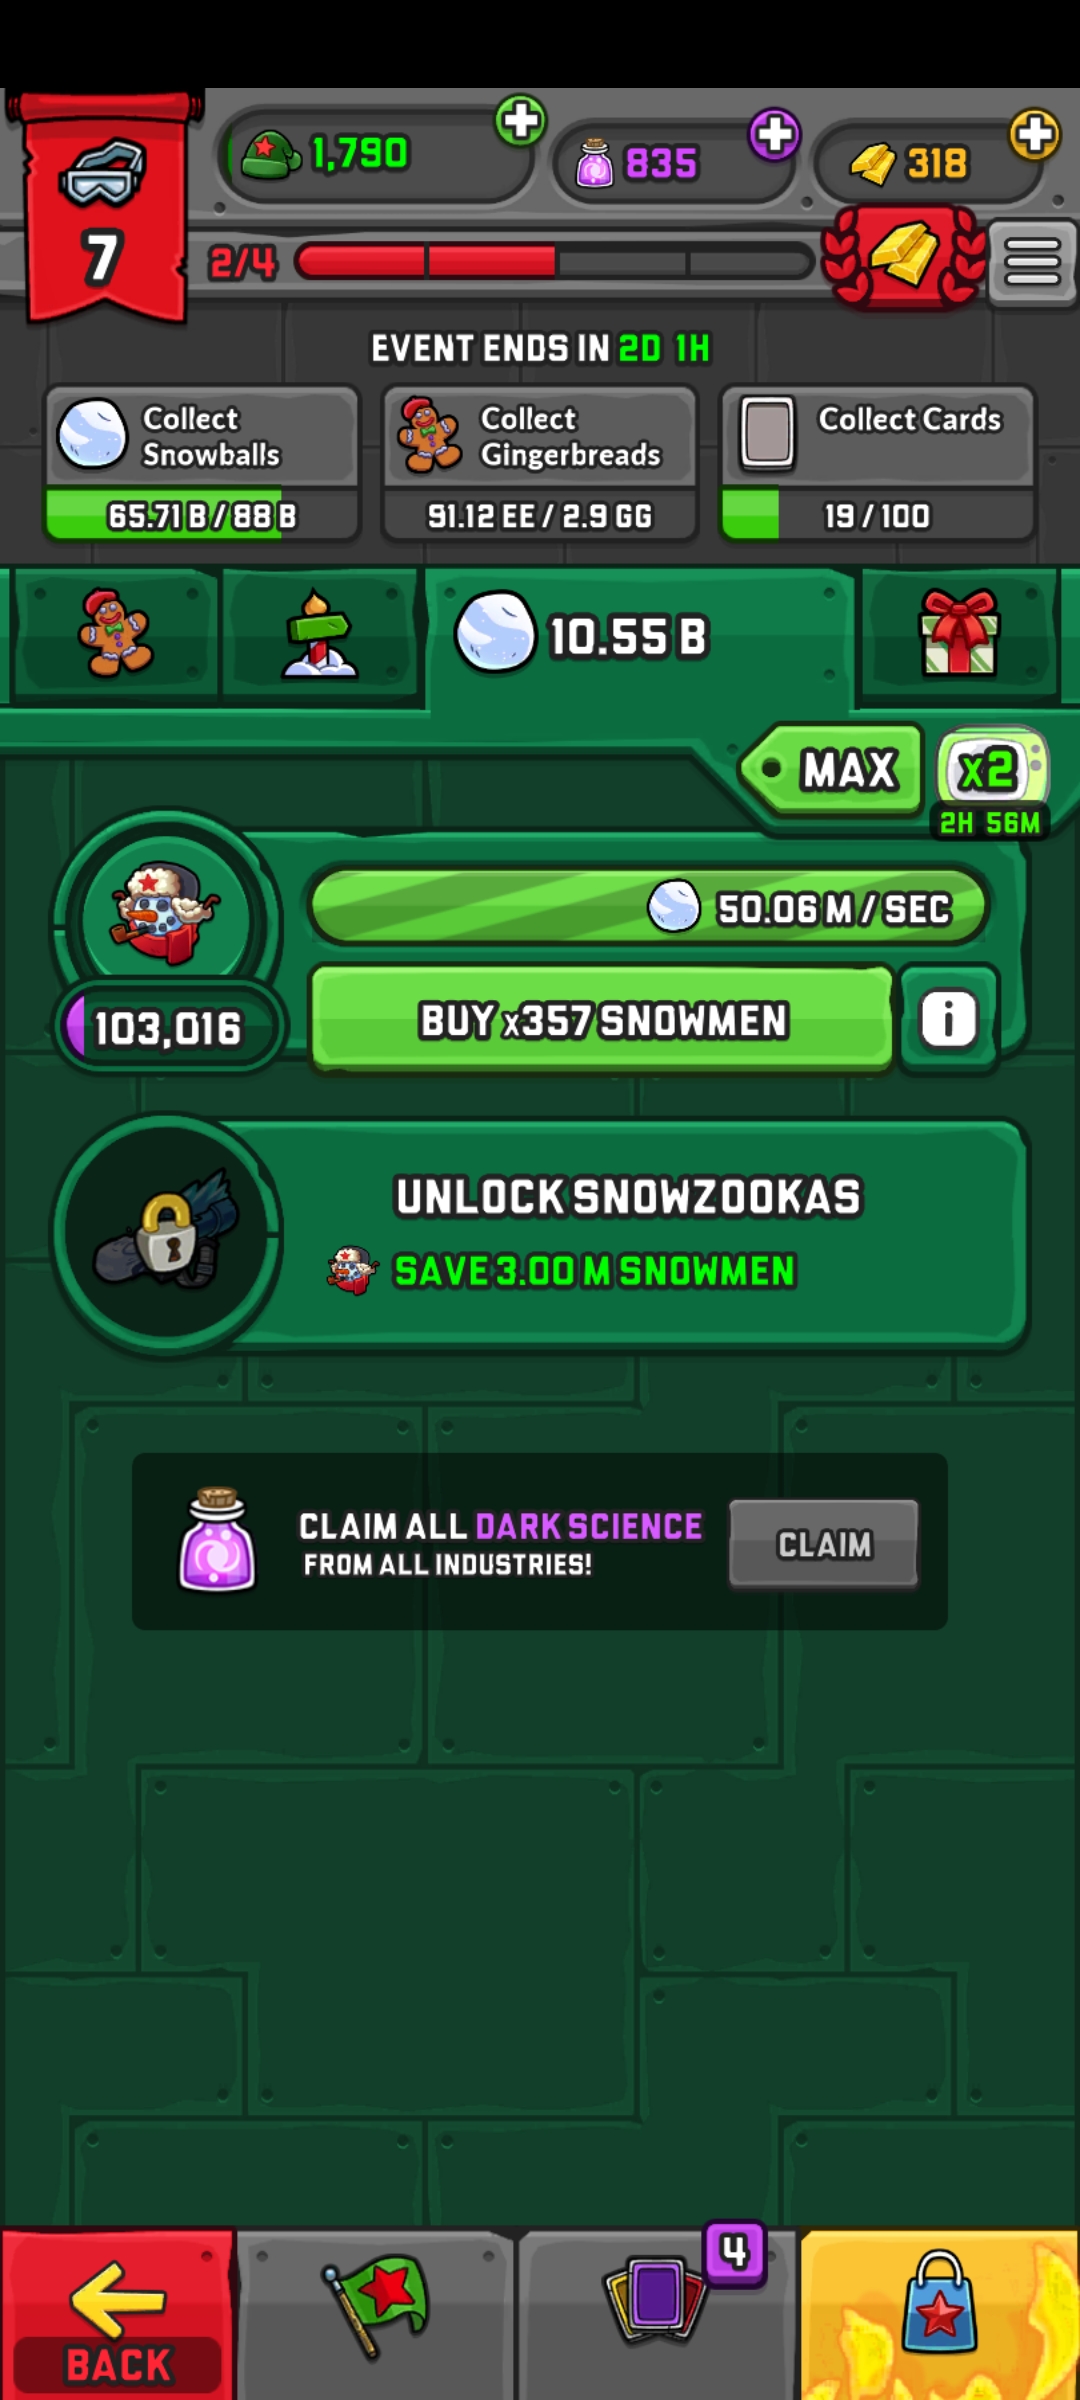 1,790
835
318
7
2/4
EVENT ENDS IN 2D 1H
Collect
Snowballs
65.71 B / 88 B
Collect
Gingerbreads
91.12 EE / 2.9 GG
Collect Cards
19 / 100
10.55 B
MAX
x2
2H 56M
50.06 M / SEC
103,016
BUY x357 SNOWMEN
i
UNLOCK SNOWZOOKAS
SAVE 3.00 M SNOWMEN
CLAIM ALL DARK SCIENCE
FROM ALL INDUSTRIES!
CLAIM
4
BACK